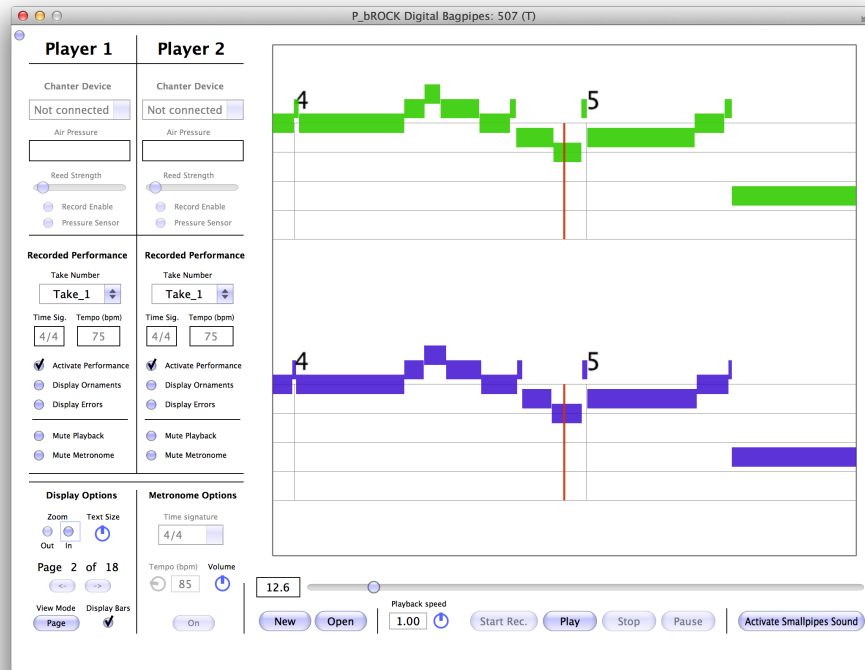 P_bROCK Digital Bagpipes: 507 (T)
Player 1
Player 2
Chanter Device
Chanter Device
Not connected
Not connected
Air Pressure
Air Pressure
Reed Strength
Reed Strength
Record Enable
Record Enable
Pressure Sensor
Pressure Sensor
Recorded Performance
Recorded Performance
Take Number
Take Number
Take_1
Take_1
Time Sig. Tempo (bpm)
Time Sig. Tempo (bpm)
4/4 75
4/4 75
Activate Performance
Activate Performance
Display Ornaments
Display Ornaments
Display Errors
Display Errors
Mute Playback
Mute Playback
Mute Metronome
Mute Metronome
Display Options
Zoom Text Size
Out In
Page 2 of 18
<- ->
View Mode Display Bars
Page
Metronome Options
Time signature
4/4
Tempo (bpm) Volume
85
On
4 5
4 5
12.6
New Open
Playback speed
1.00
Start Rec. Play Stop Pause
Activate Smallpipes Sound